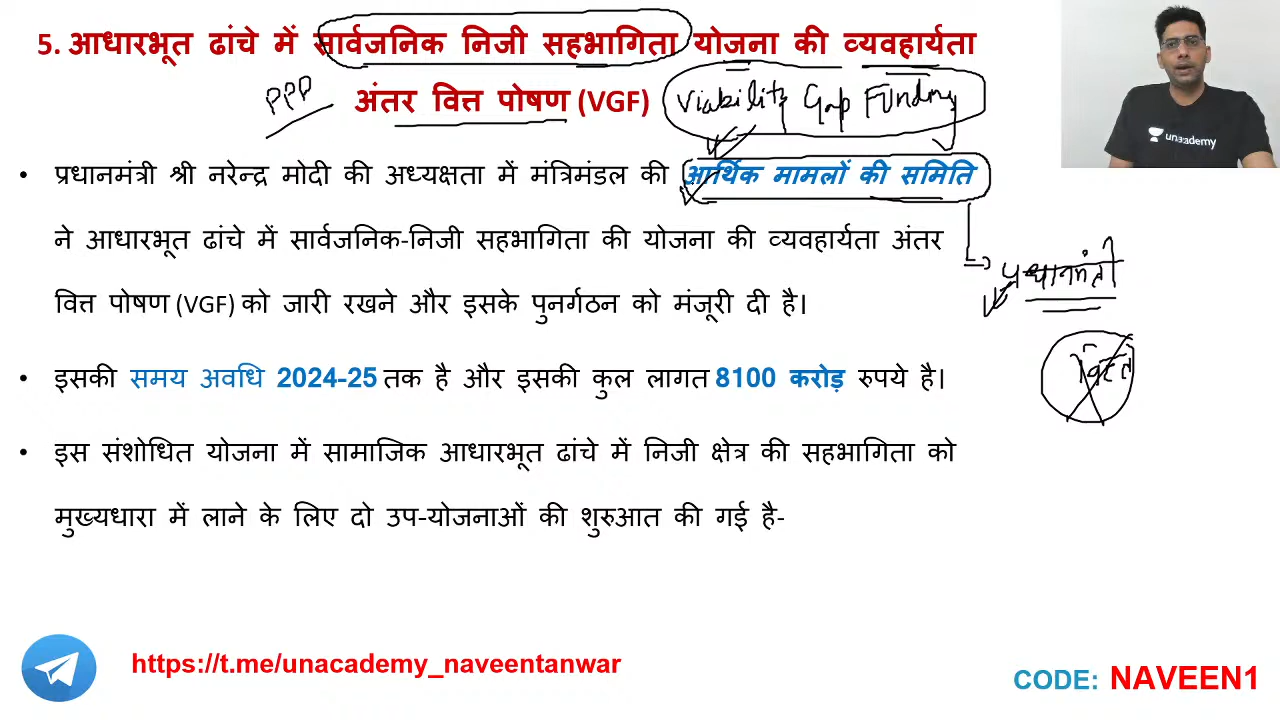 5. आधारभूत ढांचे में सार्वजनिक निजी सहभागिता योजना की व्यवहार्यता
PPP
अंतर वित्त पोषण (VGF)
Viability Gap Funding
unacademy
• प्रधानमंत्री श्री नरेन्द्र मोदी की अध्यक्षता में मंत्रिमंडल की आर्थिक मामलों की समिति
ने आधारभूत ढांचे में सार्वजनिक-निजी सहभागिता की योजना की व्यवहार्यता अंतर
प्रधानमंत्री
वित्त पोषण (VGF) को जारी रखने और इसके पुनर्गठन को मंजूरी दी है।
• इसकी समय अवधि 2024-25 तक है और इसकी कुल लागत 8100 करोड़ रुपये है।
• इस संशोधित योजना में सामाजिक आधारभूत ढांचे में निजी क्षेत्र की सहभागिता को
मुख्यधारा में लाने के लिए दो उप-योजनाओं की शुरुआत की गई है-
https://t.me/unacademy_naveentanwar
CODE: NAVEEN1